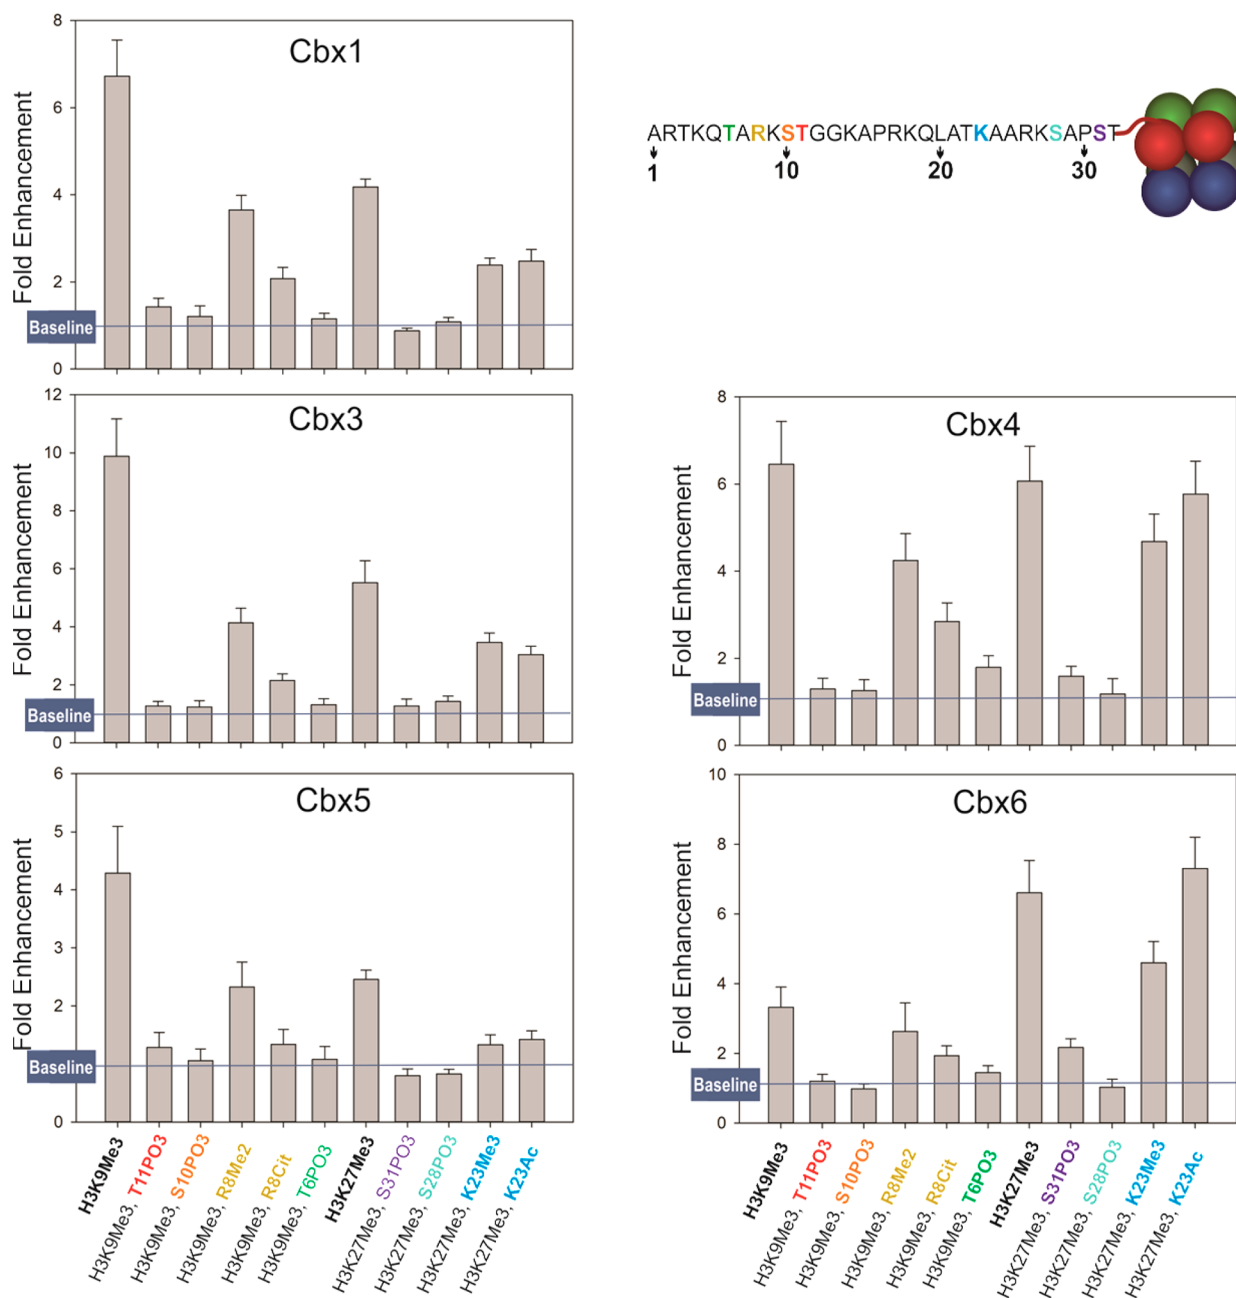 Cbx1
Fold Enhancement
8
6
4
2
0
Baseline
ARTKQTARKSTGGKAPRKQLATKAARKSAPST
1
10
20
30
Cbx3
Fold Enhancement
12
10
8
6
4
2
0
Baseline
Cbx4
Fold Enhancement
8
6
4
2
0
Baseline
Cbx5
Fold Enhancement
6
5
4
3
2
1
0
Baseline
Cbx6
Fold Enhancement
10
8
6
4
2
0
Baseline
H3K9Me3
H3K9Me3, T11PO3
H3K9Me3, S10PO3
H3K9Me3, R8Me2
H3K9Me3, R8Cit
H3K9Me3, T6PO3
H3K27Me3
H3K27Me3, S31PO3
H3K27Me3, S28PO3
H3K27Me3, K23Me3
H3K27Me3, K23Ac
H3K9Me3
H3K9Me3, T11PO3
H3K9Me3, S10PO3
H3K9Me3, R8Me2
H3K9Me3, R8Cit
H3K9Me3, T6PO3
H3K27Me3
H3K27Me3, S31PO3
H3K27Me3, S28PO3
H3K27Me3, K23Me3
H3K27Me3, K23Ac